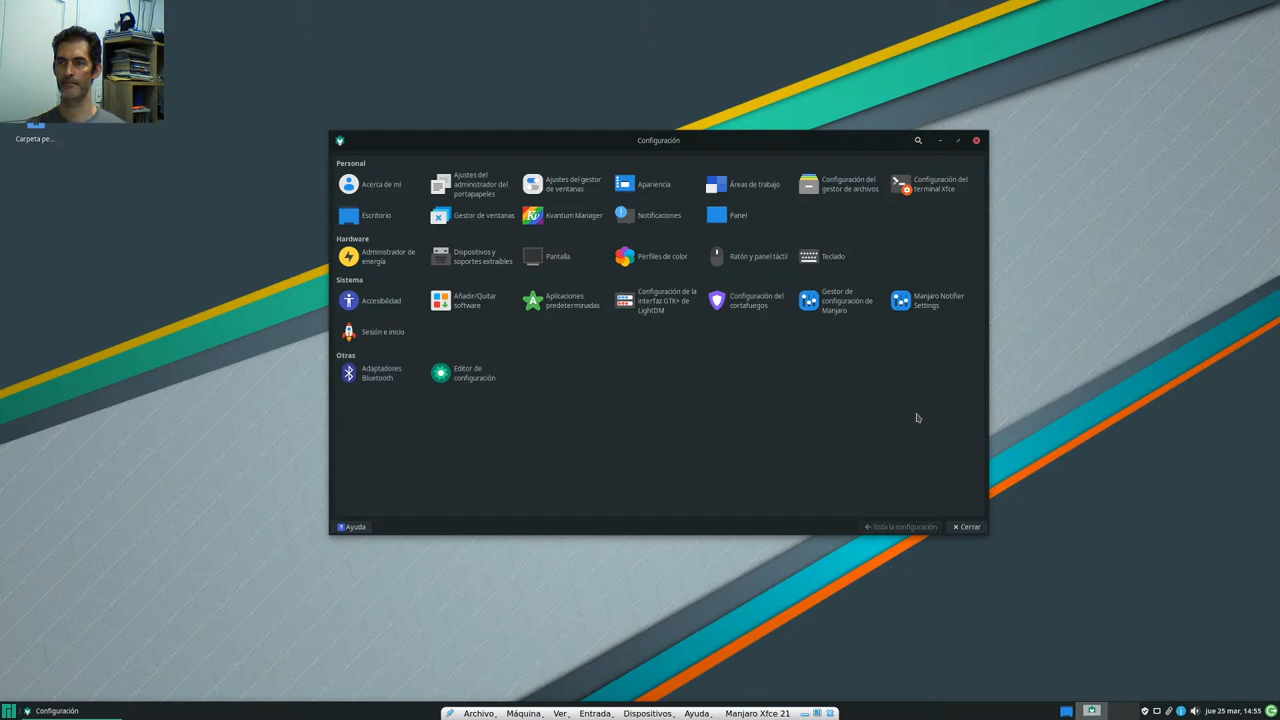 Carpeta pe...
Configuración
Personal
Acerca de mí
Ajustes del
administrador del
portapapeles
Ajustes del gestor
de ventanas
Apariencia
Áreas de trabajo
Configuración del
gestor de archivos
Configuración del
terminal Xfce
Escritorio
Gestor de ventanas
Kvantum Manager
Notificaciones
Panel
Hardware
Administrador de
energía
Dispositivos y
soportes extraíbles
Pantalla
Perfiles de color
Ratón y panel táctil
Teclado
Sistema
Accesibilidad
Añadir/Quitar
software
Aplicaciones
predeterminadas
Configuración de la
interfaz GTK+ de
LightDM
Configuración del
cortafuegos
Gestor de
configuración de
Manjaro
Manjaro Notifier
Settings
Sesión e inicio
Otras
Adaptadores
Bluetooth
Editor de
configuración
Ayuda
Toda la configuración
Cerrar
Configuración
Archivo Máquina Ver Entrada Dispositivos Ayuda Manjaro Xfce 21
jue 25 mar, 14:55